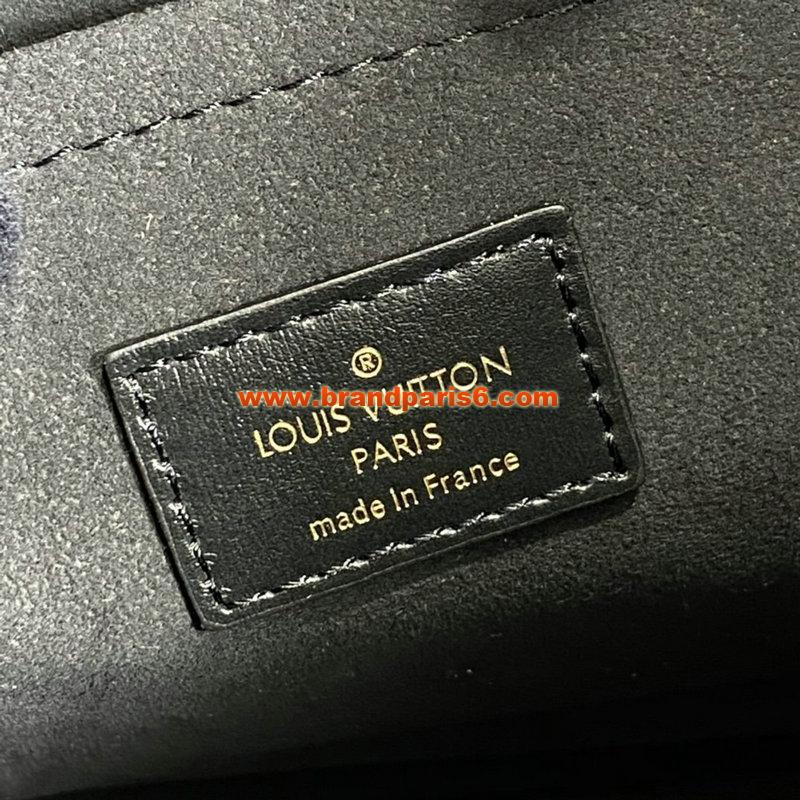 ®
www.brandparis6.com
LOUIS VUITTON
PARIS
made In France